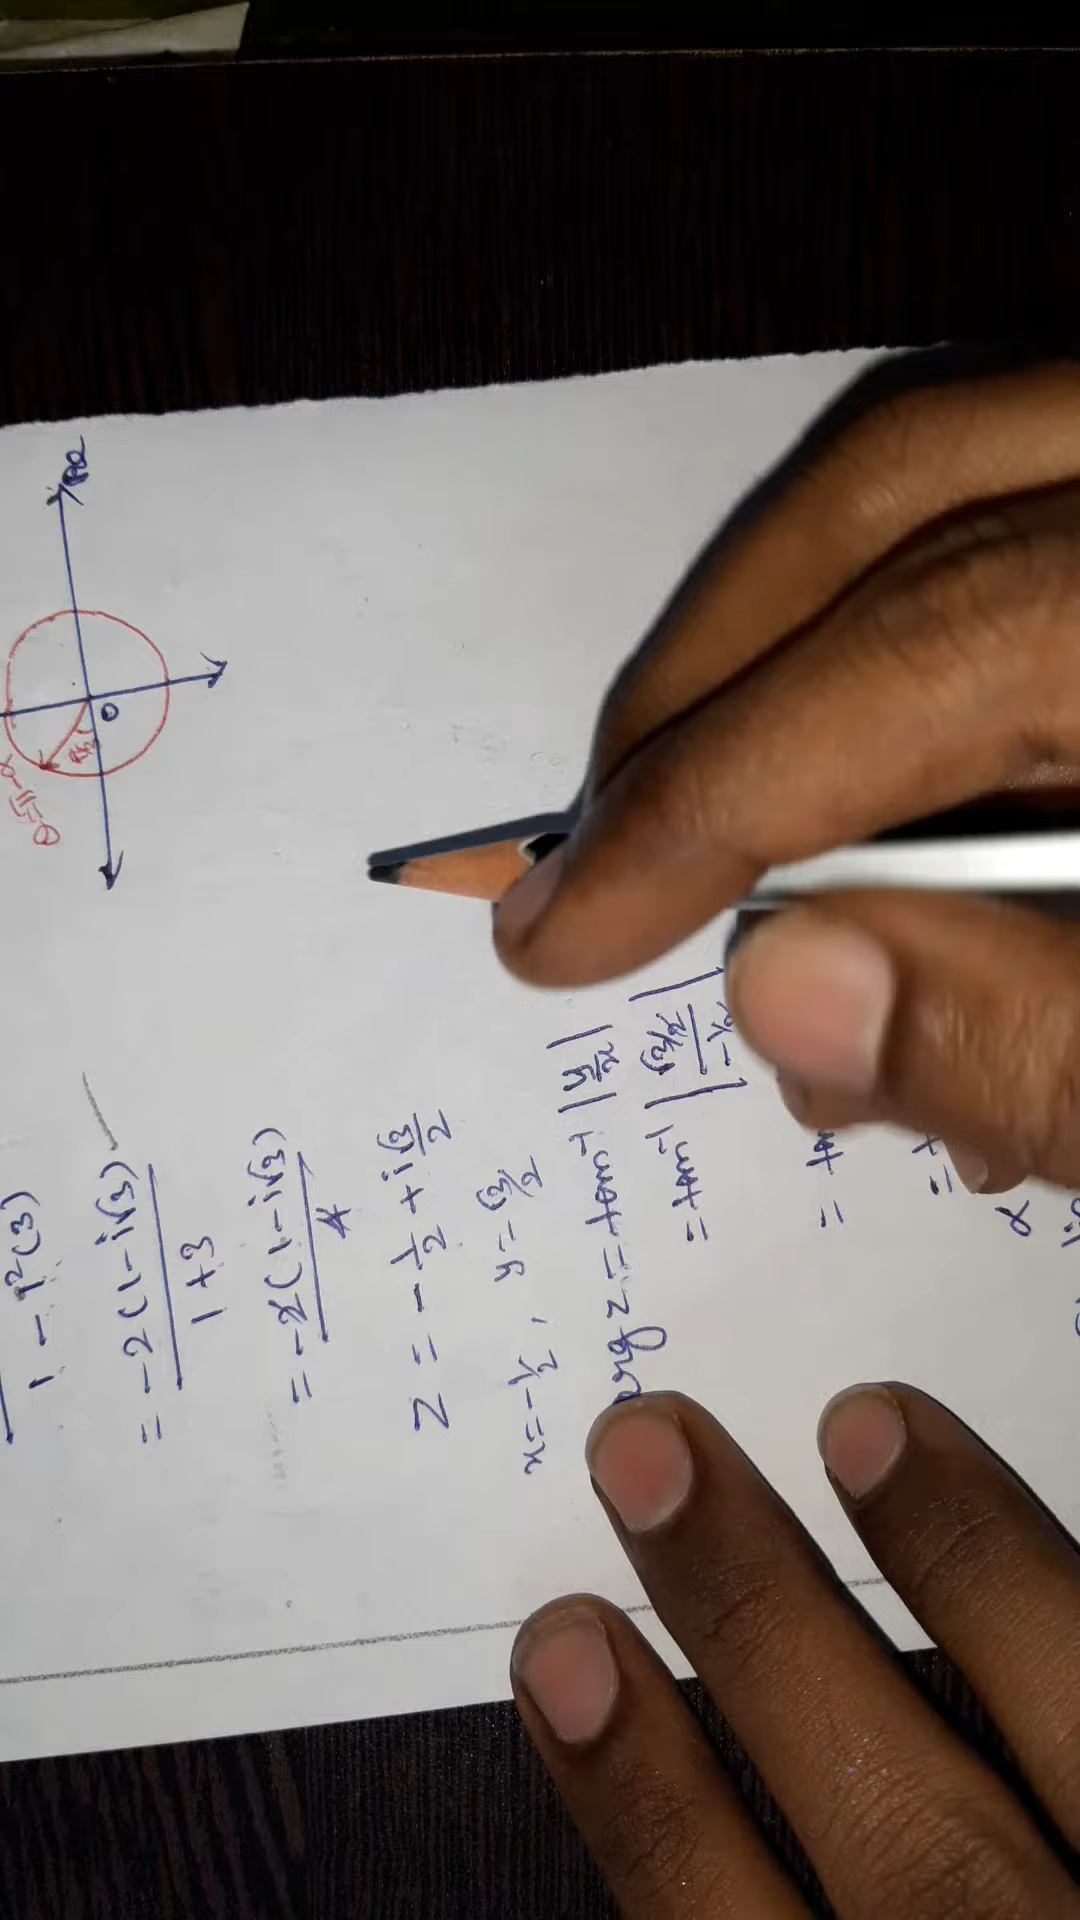 1 - i²(3)
= -2(1-i√3)
1+3
= -2(1-i√3)
4
z = -1/2 + i√3/2
x = -1/2, y = √3/2
arg z = tan⁻¹ |y/x|
= tan⁻¹ |√3/2 / -1/2|
=
=
α
θ=π-α
O